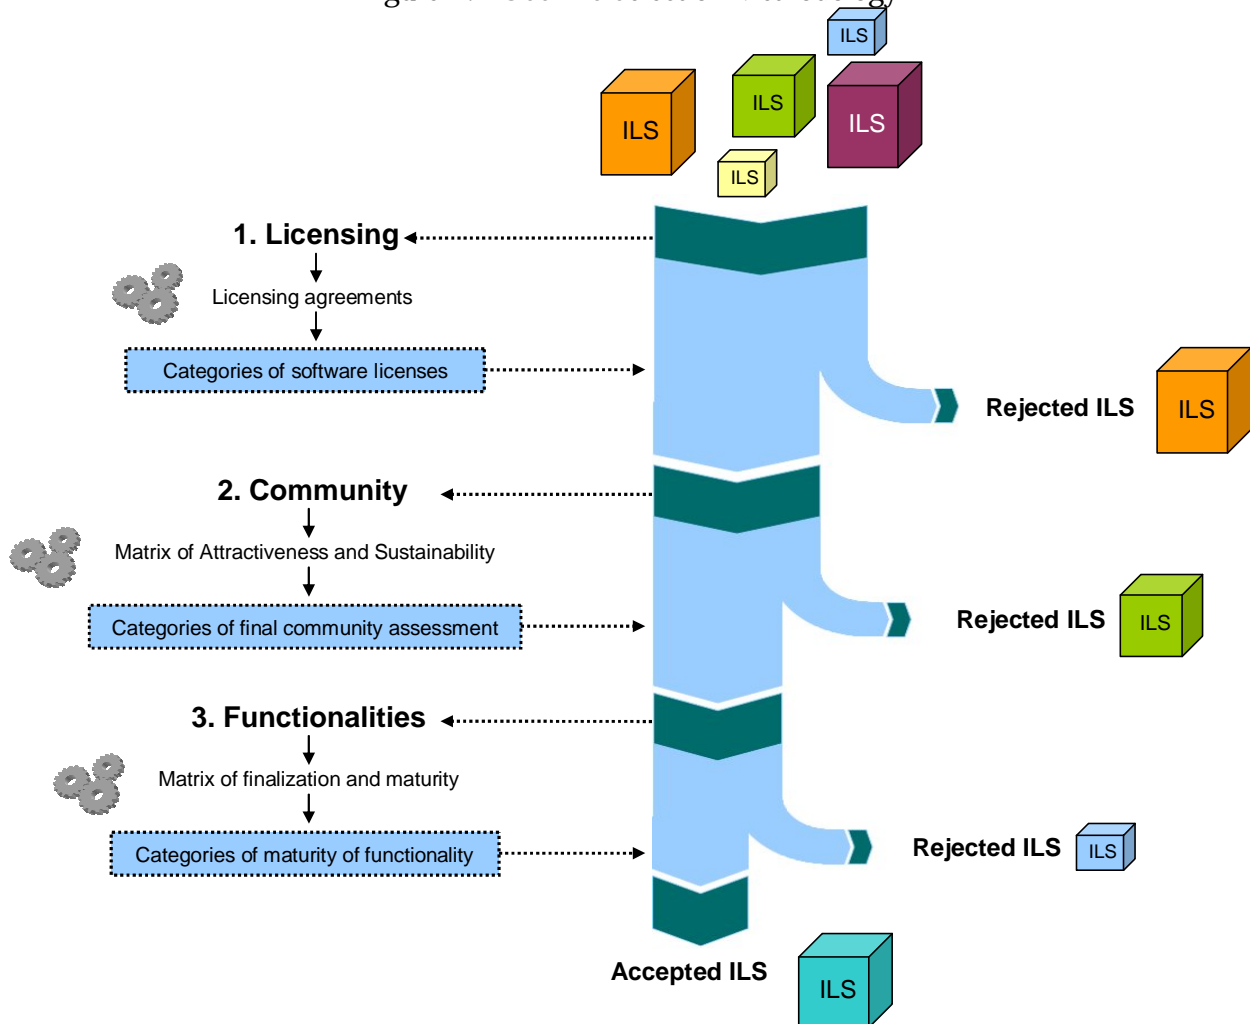 ILS
ILS
ILS
ILS
ILS
1. Licensing
Licensing agreements
Categories of software licenses
Rejected ILS
ILS
2. Community
Matrix of Attractiveness and Sustainability
Categories of final community assessment
Rejected ILS
ILS
3. Functionalities
Matrix of finalization and maturity
Categories of maturity of functionality
Rejected ILS
ILS
Accepted ILS
ILS